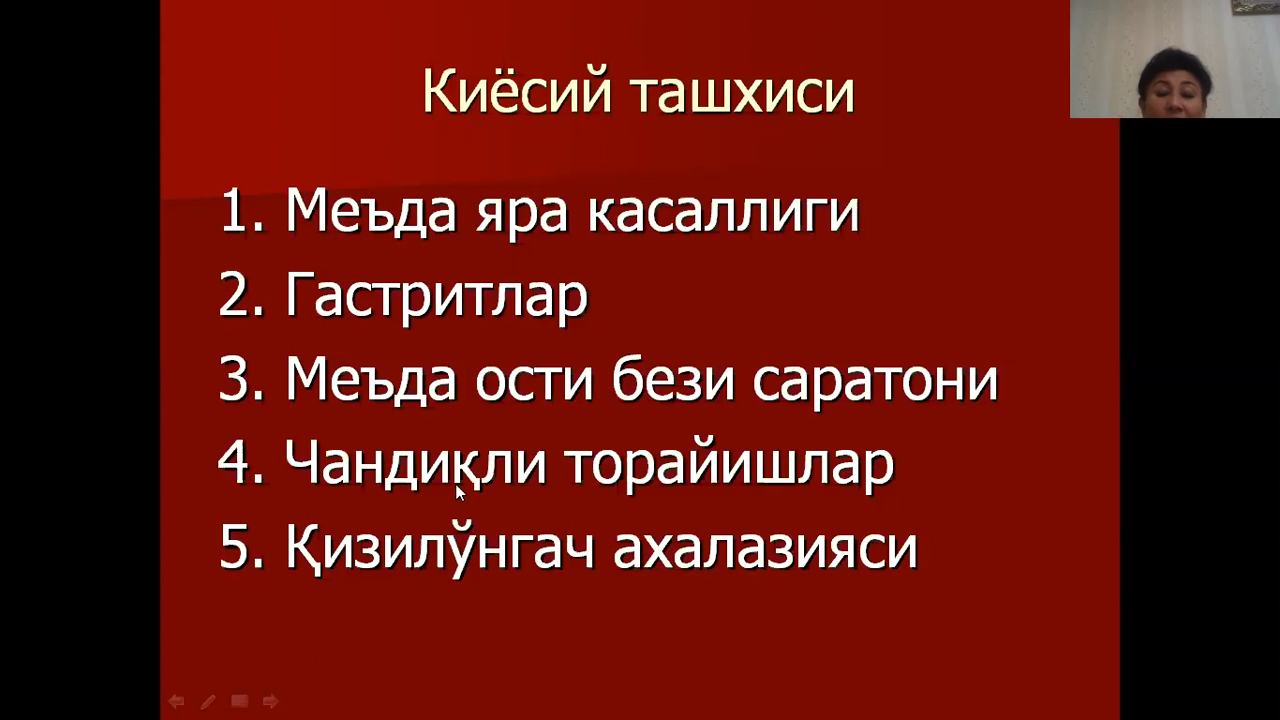 Киёсий ташхиси
1. Меъда яра касаллиги
2. Гастритлар
3. Меъда ости бези саратони
4. Чандиқли торайишлар
5. Қизилўнгач ахалазияси